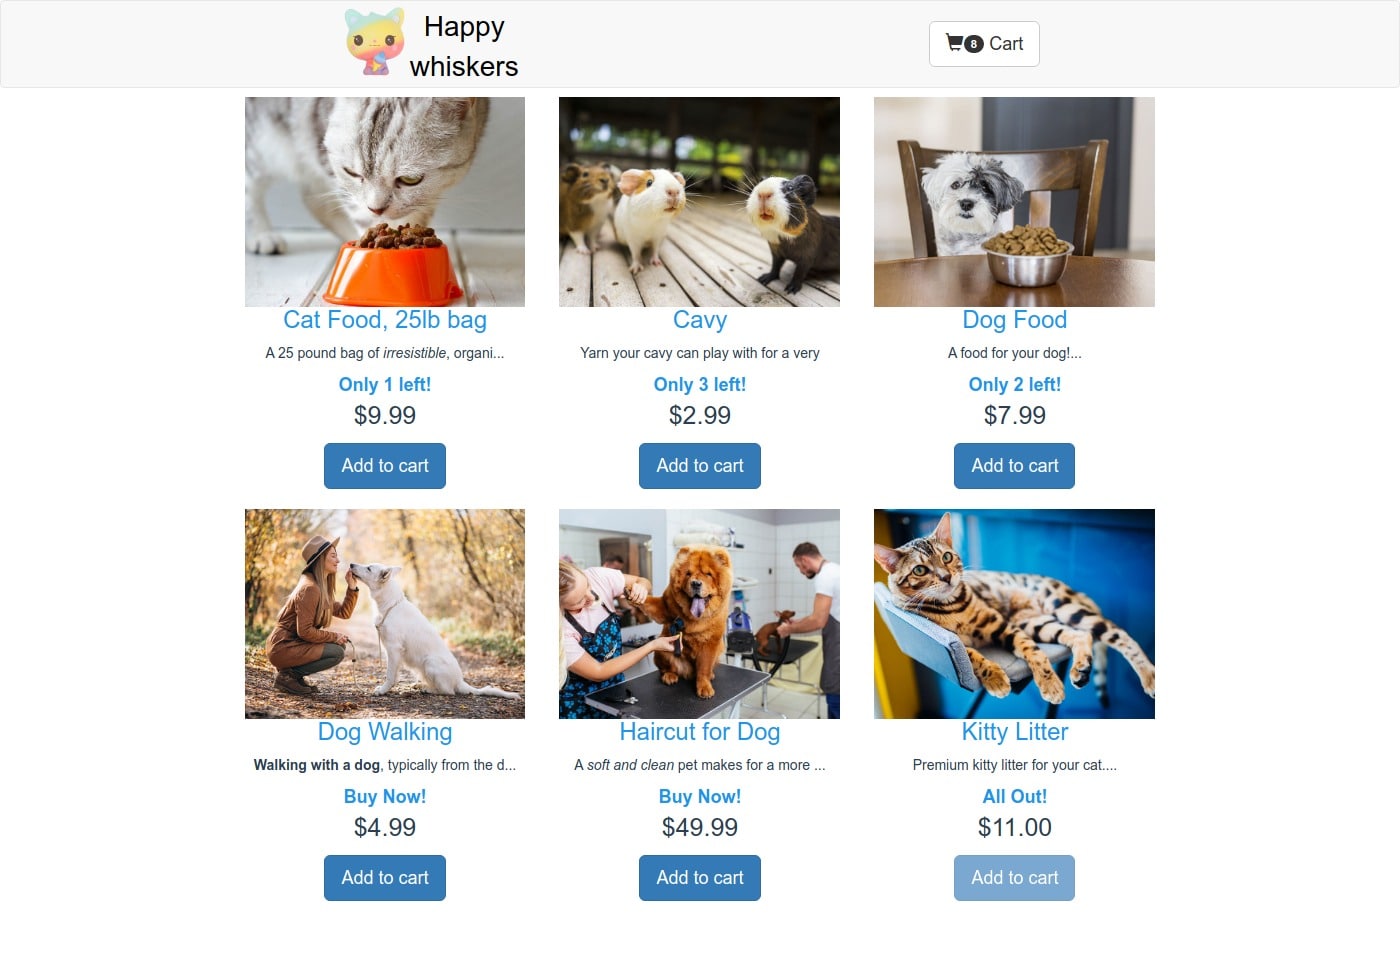 Happy
whiskers
8 Cart
Cat Food, 25lb bag
A 25 pound bag of irresistible, organi...
Only 1 left!
$9.99
Add to cart
Cavy
Yarn your cavy can play with for a very
Only 3 left!
$2.99
Add to cart
Dog Food
A food for your dog!...
Only 2 left!
$7.99
Add to cart
Dog Walking
Walking with a dog, typically from the d...
Buy Now!
$4.99
Add to cart
Haircut for Dog
A soft and clean pet makes for a more ...
Buy Now!
$49.99
Add to cart
Kitty Litter
Premium kitty litter for your cat....
All Out!
$11.00
Add to cart